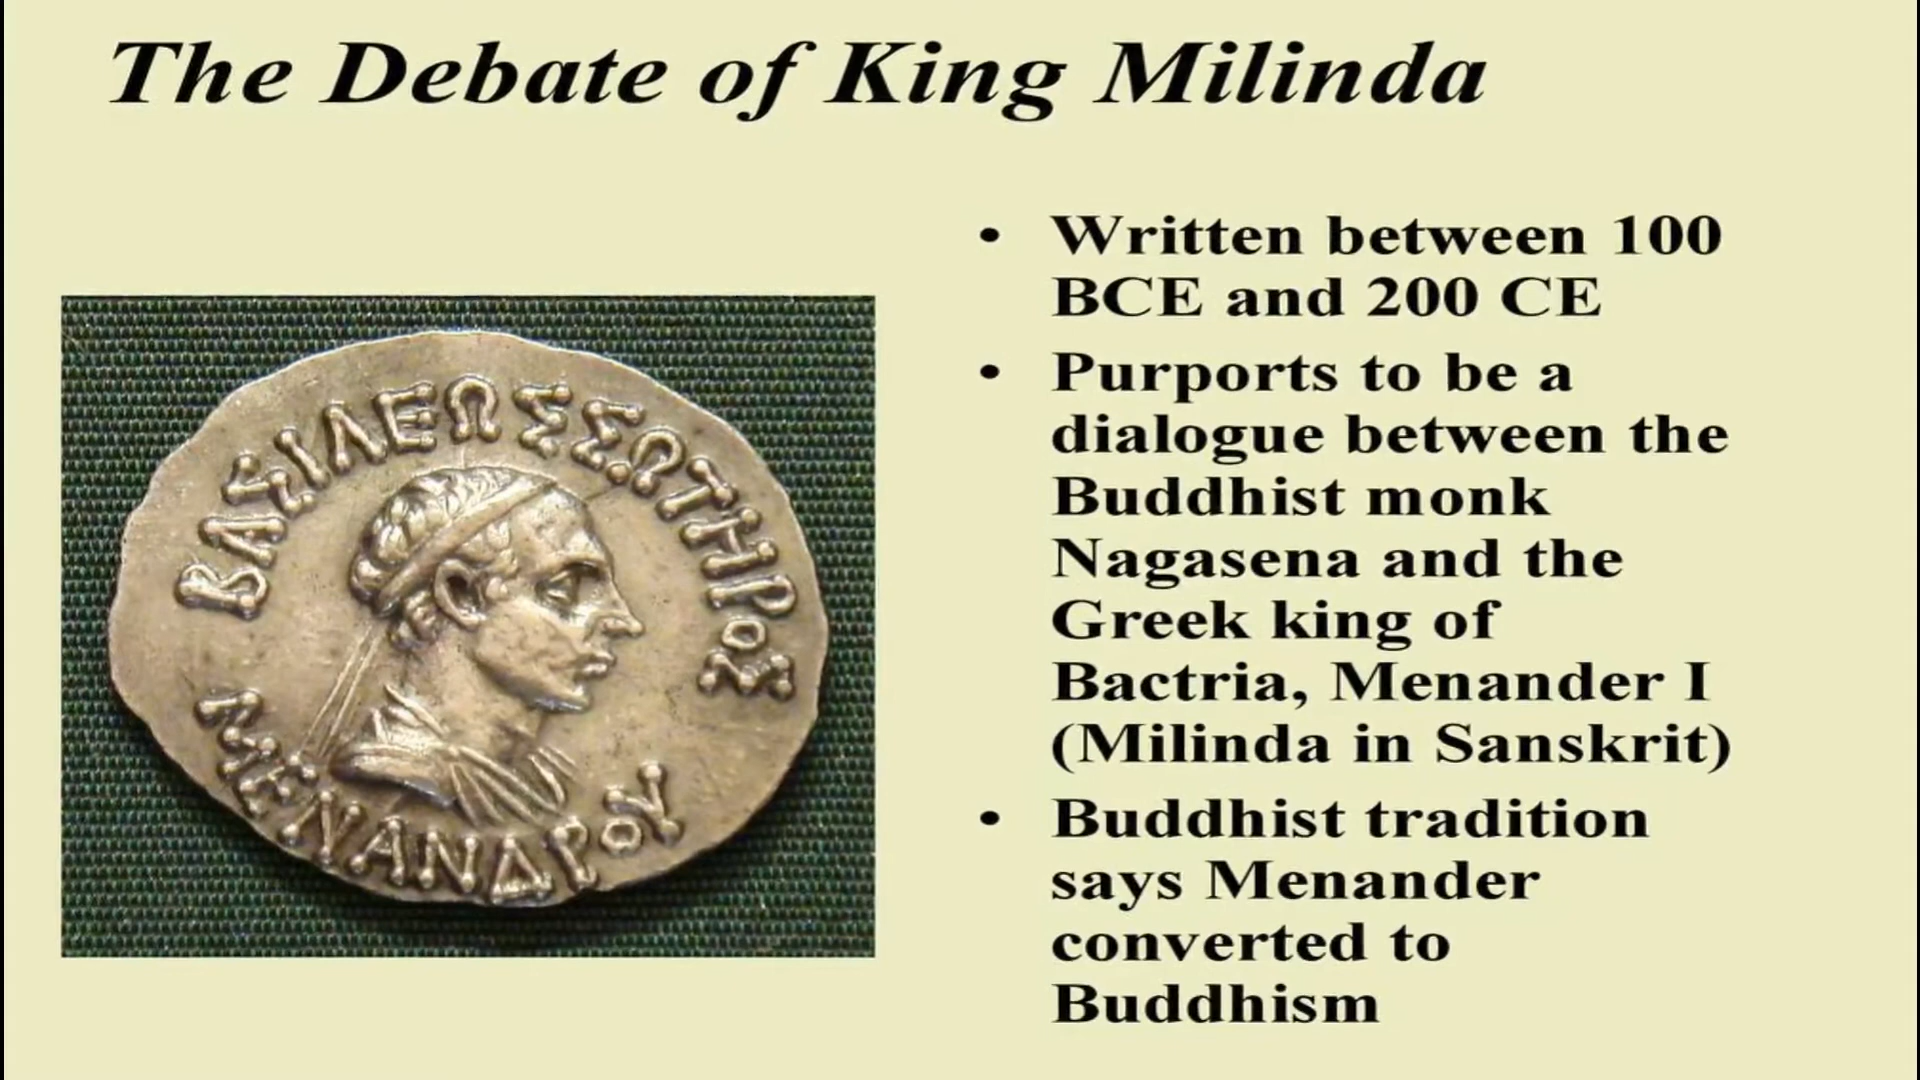 The Debate of King Milinda
• Written between 100
BCE and 200 CE
• Purports to be a
dialogue between the
Buddhist monk
Nagasena and the
Greek king of
Bactria, Menander I
(Milinda in Sanskrit)
• Buddhist tradition
says Menander
converted to
Buddhism
ΒΑΣΙΛΕΩΣ ΣΩΤΗΡΟΣ
ΜΕΝΑΝΔΡΟΥ